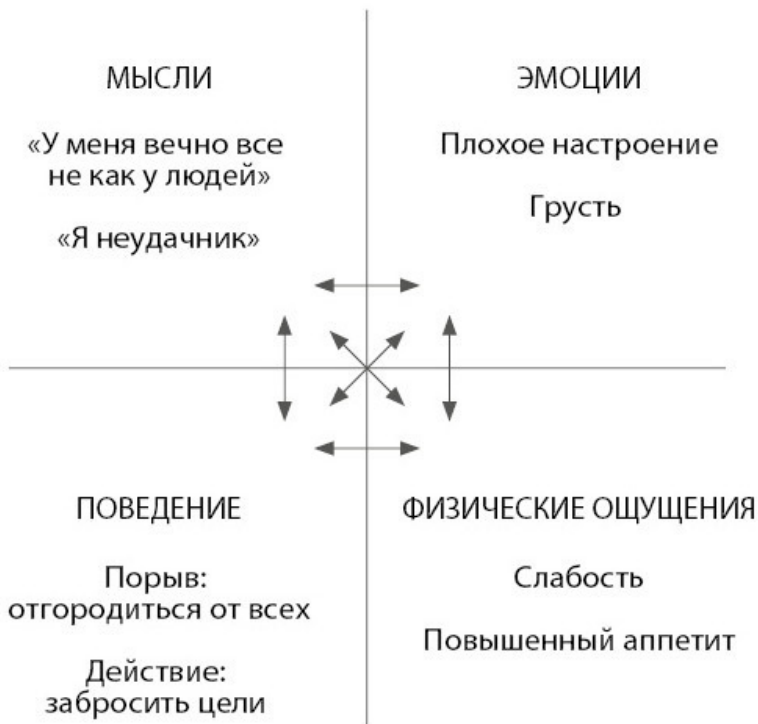 МЫСЛИ
«У меня вечно все
не как у людей»
«Я неудачник»
ЭМОЦИИ
Плохое настроение
Грусть
ПОВЕДЕНИЕ
Порыв:
отгородиться от всех
Действие:
забросить цели
ФИЗИЧЕСКИЕ ОЩУЩЕНИЯ
Слабость
Повышенный аппетит